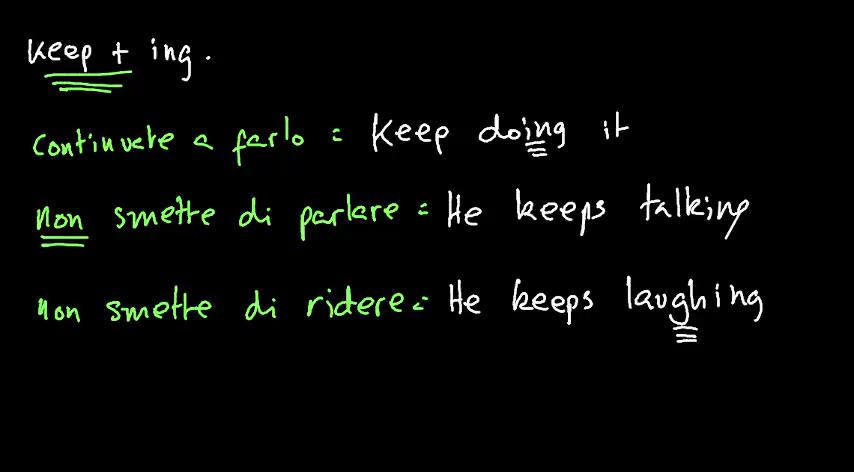 keep + ing.
continuate a farlo = keep doing it
non smette di parlare = He keeps talking
non smette di ridere = He keeps laughing